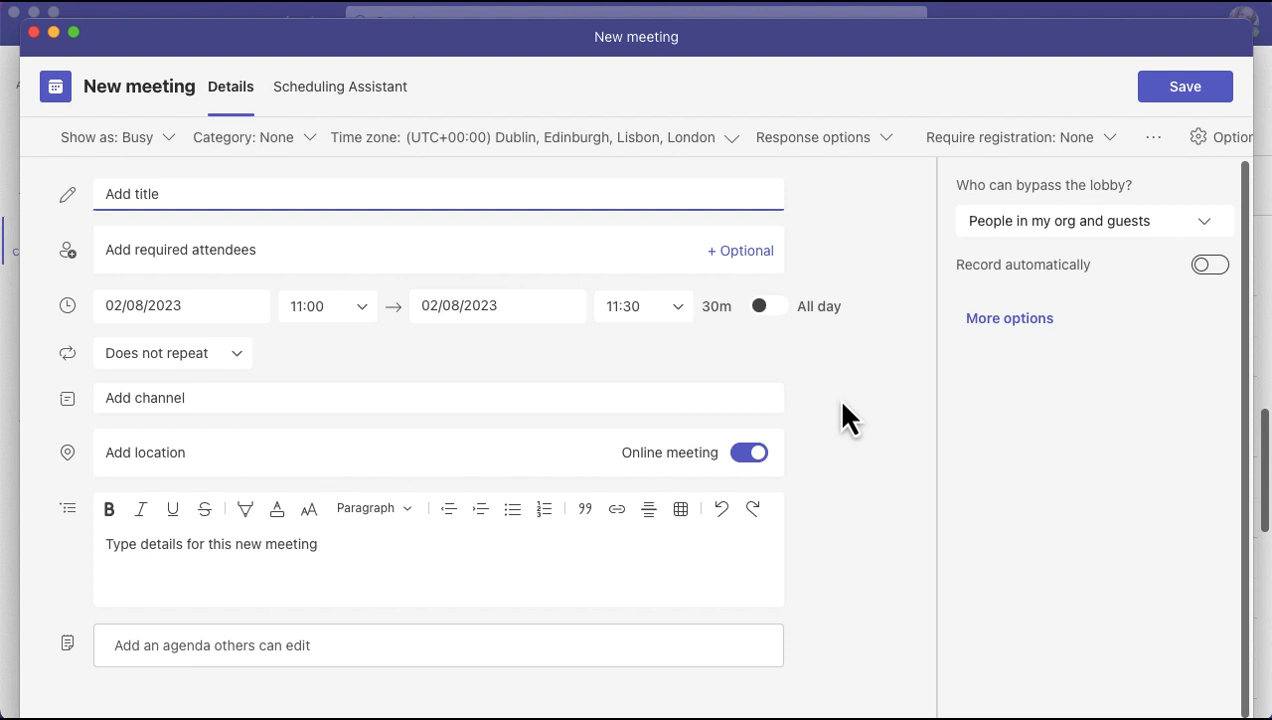 New meeting
New meeting Details Scheduling Assistant Save
Show as: Busy Category: None Time zone: (UTC+00:00) Dublin, Edinburgh, Lisbon, London Response options Require registration: None ... Option
Add title
Who can bypass the lobby?
People in my org and guests
Add required attendees + Optional
Record automatically
02/08/2023 11:00 → 02/08/2023 11:30 30m All day
More options
Does not repeat
Add channel
Add location Online meeting
B I U S AA Paragraph
Type details for this new meeting
Add an agenda others can edit